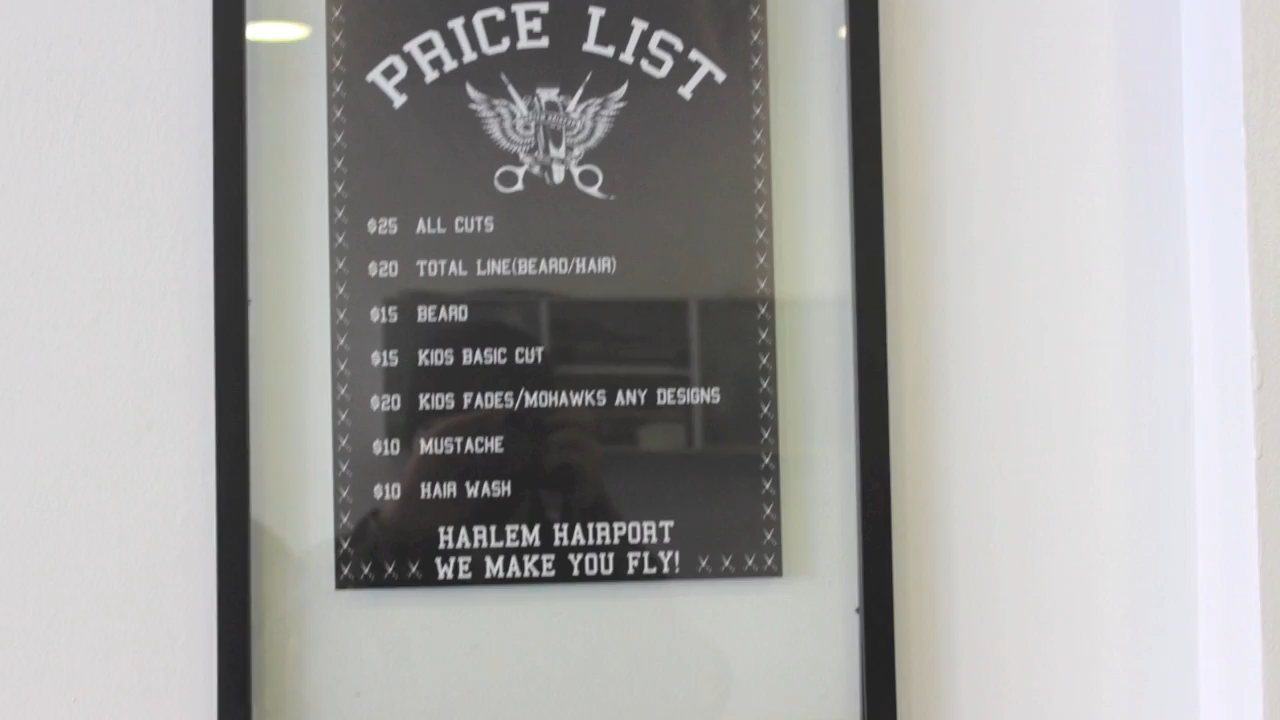 PRICE LIST
$25 ALL CUTS
$20 TOTAL LINE(BEARD/HAIR)
$15 BEARD
$15 KIDS BASIC CUT
$20 KIDS FADES/MOHAWKS ANY DESIGNS
$10 MUSTACHE
$10 HAIR WASH
HARLEM HAIRPORT
WE MAKE YOU FLY!